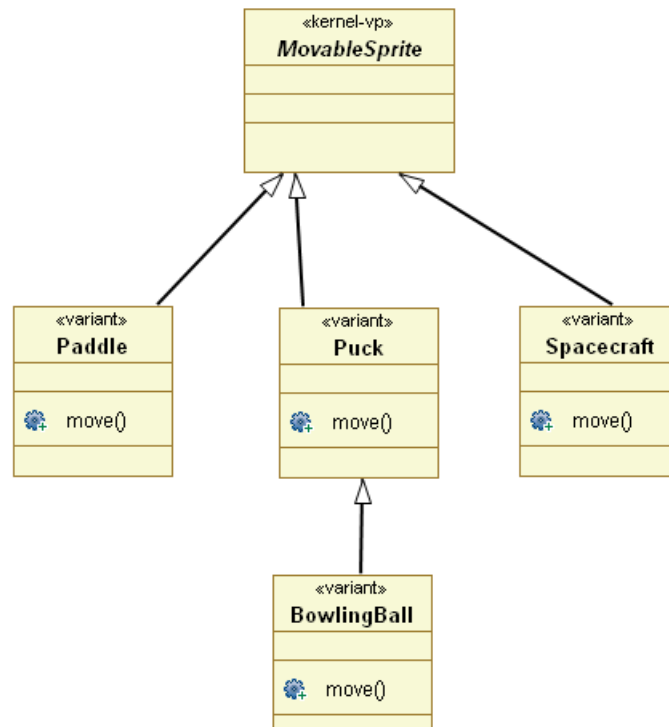 «kernel-vp»
MovableSprite
«variant»
Paddle
move()
«variant»
Puck
move()
«variant»
Spacecraft
move()
«variant»
BowlingBall
move()